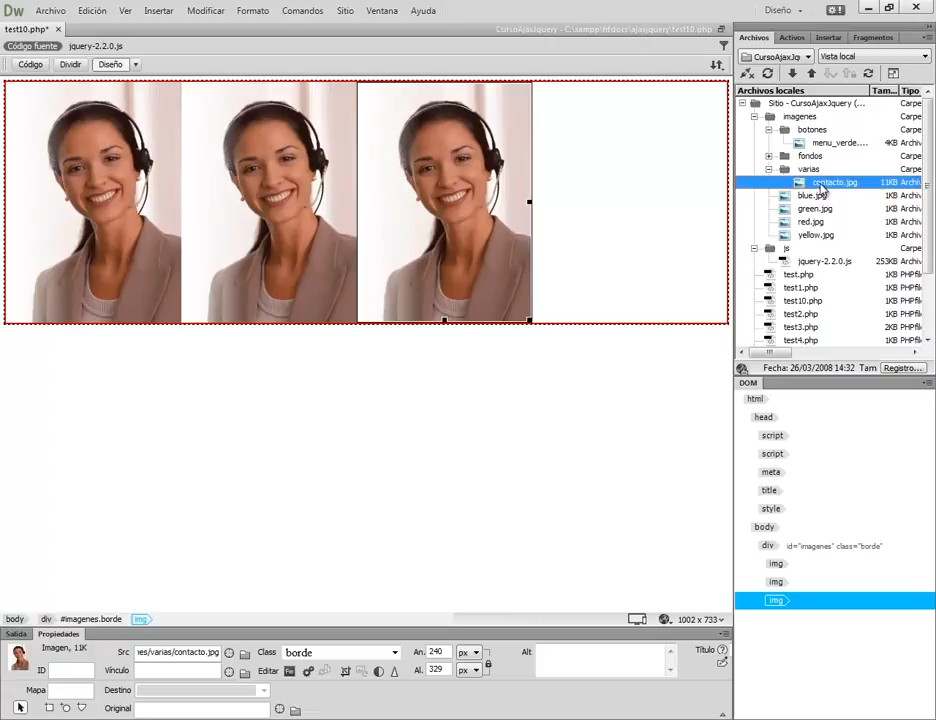 Dw Archivo Edición Ver Insertar Modificar Formato Comandos Sitio Ventana Ayuda Diseño
test10.php* CursoAjaxJquery - C:\xampp\htdocs\ajaxjquery\test10.php
Código fuente jquery-2.2.0.js
Código Dividir Diseño
Archivos Activos Insertar Fragmentos
CursoAjaxJq Vista local
Archivos locales Tam... Tipo
Sitio - CursoAjaxJquery (... Carpe
imagenes Carpe
botones Carpe
menu_verde.... 4KB Archiv
fondos Carpe
varias Carpe
contacto.jpg 11KB Archiv
blue.jpg 1KB Archiv
green.jpg 1KB Archiv
red.jpg 1KB Archiv
yellow.jpg 1KB Archiv
js Carpe
jquery-2.2.0.js 253KB Archiv
test.php 1KB PHPfil
test1.php 1KB PHPfil
test10.php 1KB PHPfil
test2.php 1KB PHPfil
test3.php 2KB PHPfil
test4.php 1KB PHPfil
Fecha: 26/03/2008 14:32 Tam Registro...
DOM
html
head
script
script
meta
title
style
body
div id="imagenes" class="borde"
img
img
img
body div #imagenes.borde img 1002 x 733
Salida Propiedades
Imagen, 11K Src nes/varias/contacto.jpg Class borde An. 240 px Alt Título
ID Vínculo Editar Al. 329 px
Mapa Destino
Original